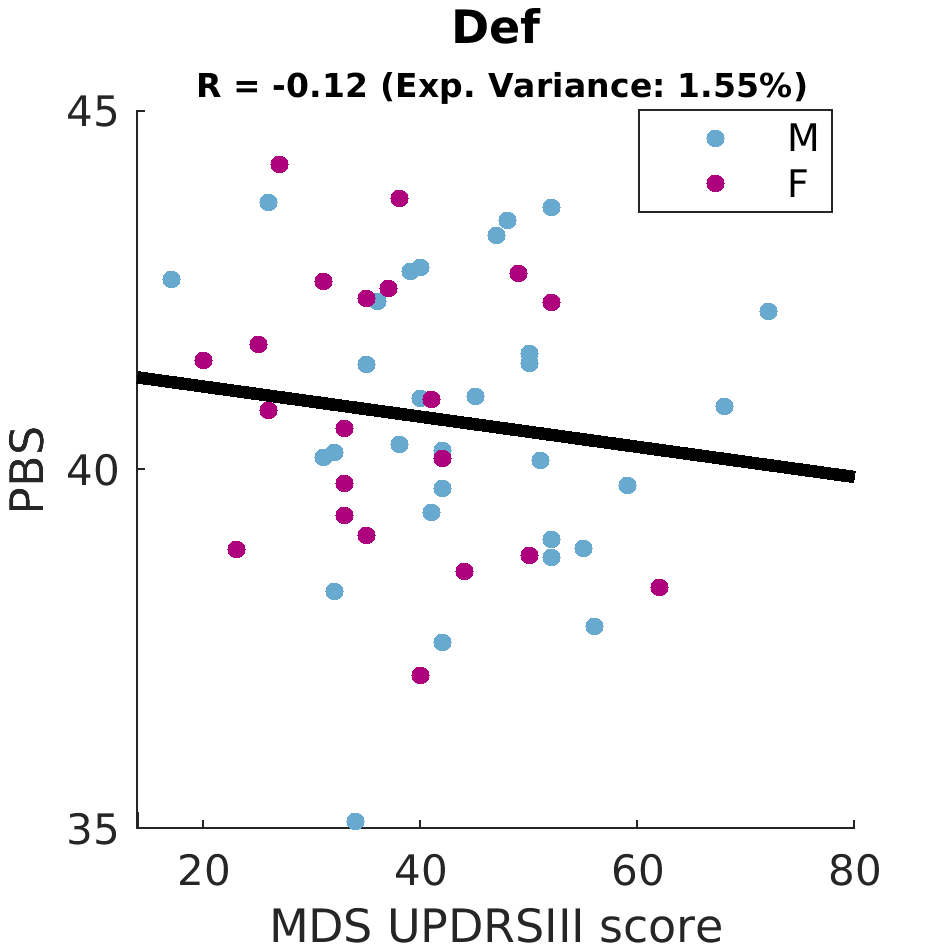 Def
R = -0.12 (Exp. Variance: 1.55%)
45
M
F
40
PBS
35
20 40 60 80
MDS UPDRSIII score